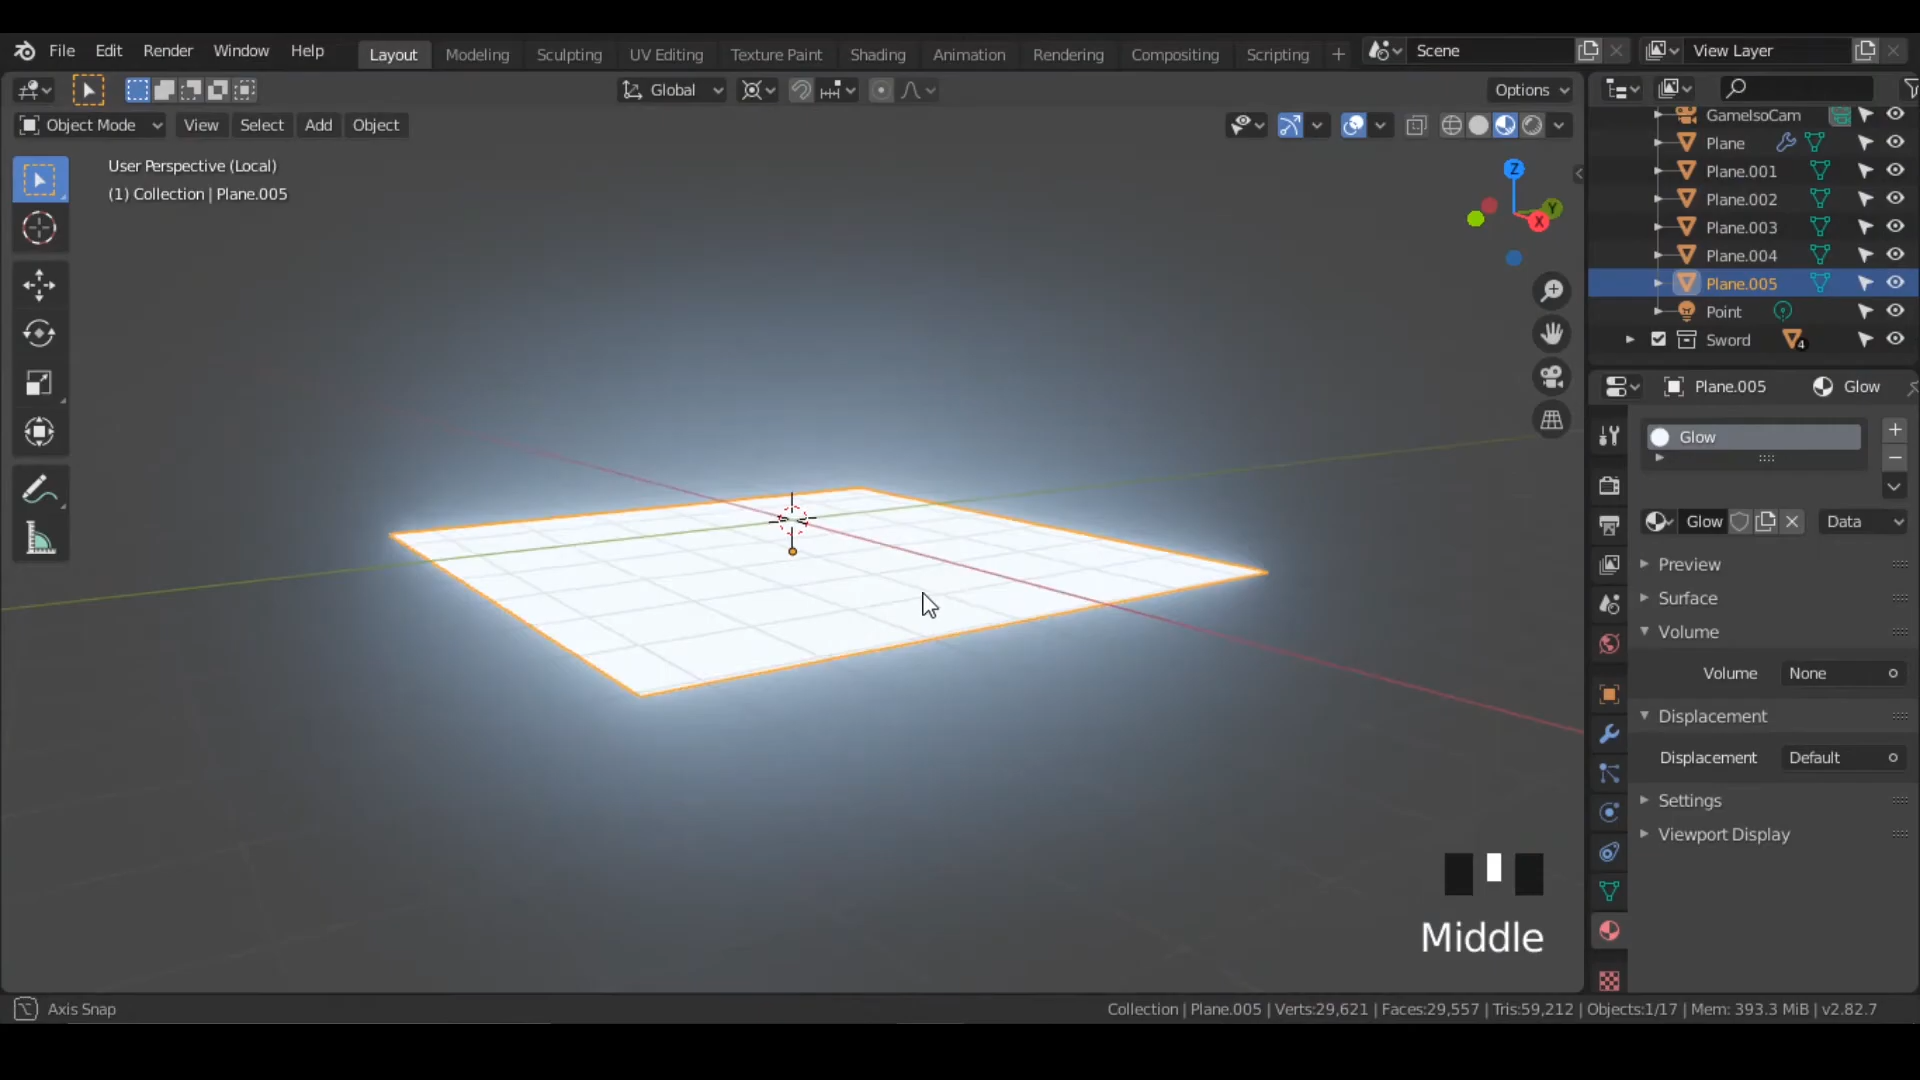 File Edit Render Window Help Layout Modeling Sculpting UV Editing Texture Paint Shading Animation Rendering Compositing Scripting + Scene View Layer
Global Options
Object Mode View Select Add Object
User Perspective (Local)
(1) Collection | Plane.005
Z
Y
X
GameIsoCam
Plane
Plane.001
Plane.002
Plane.003
Plane.004
Plane.005
Point
Sword 4
Plane.005 Glow
Glow
Glow Data
Preview
Surface
Volume
Volume None
Displacement
Displacement Default
Settings
Viewport Display
Middle
Axis Snap
Collection | Plane.005 | Verts:29,621 | Faces:29,557 | Tris:59,212 | Objects:1/17 | Mem: 393.3 MiB | v2.82.7